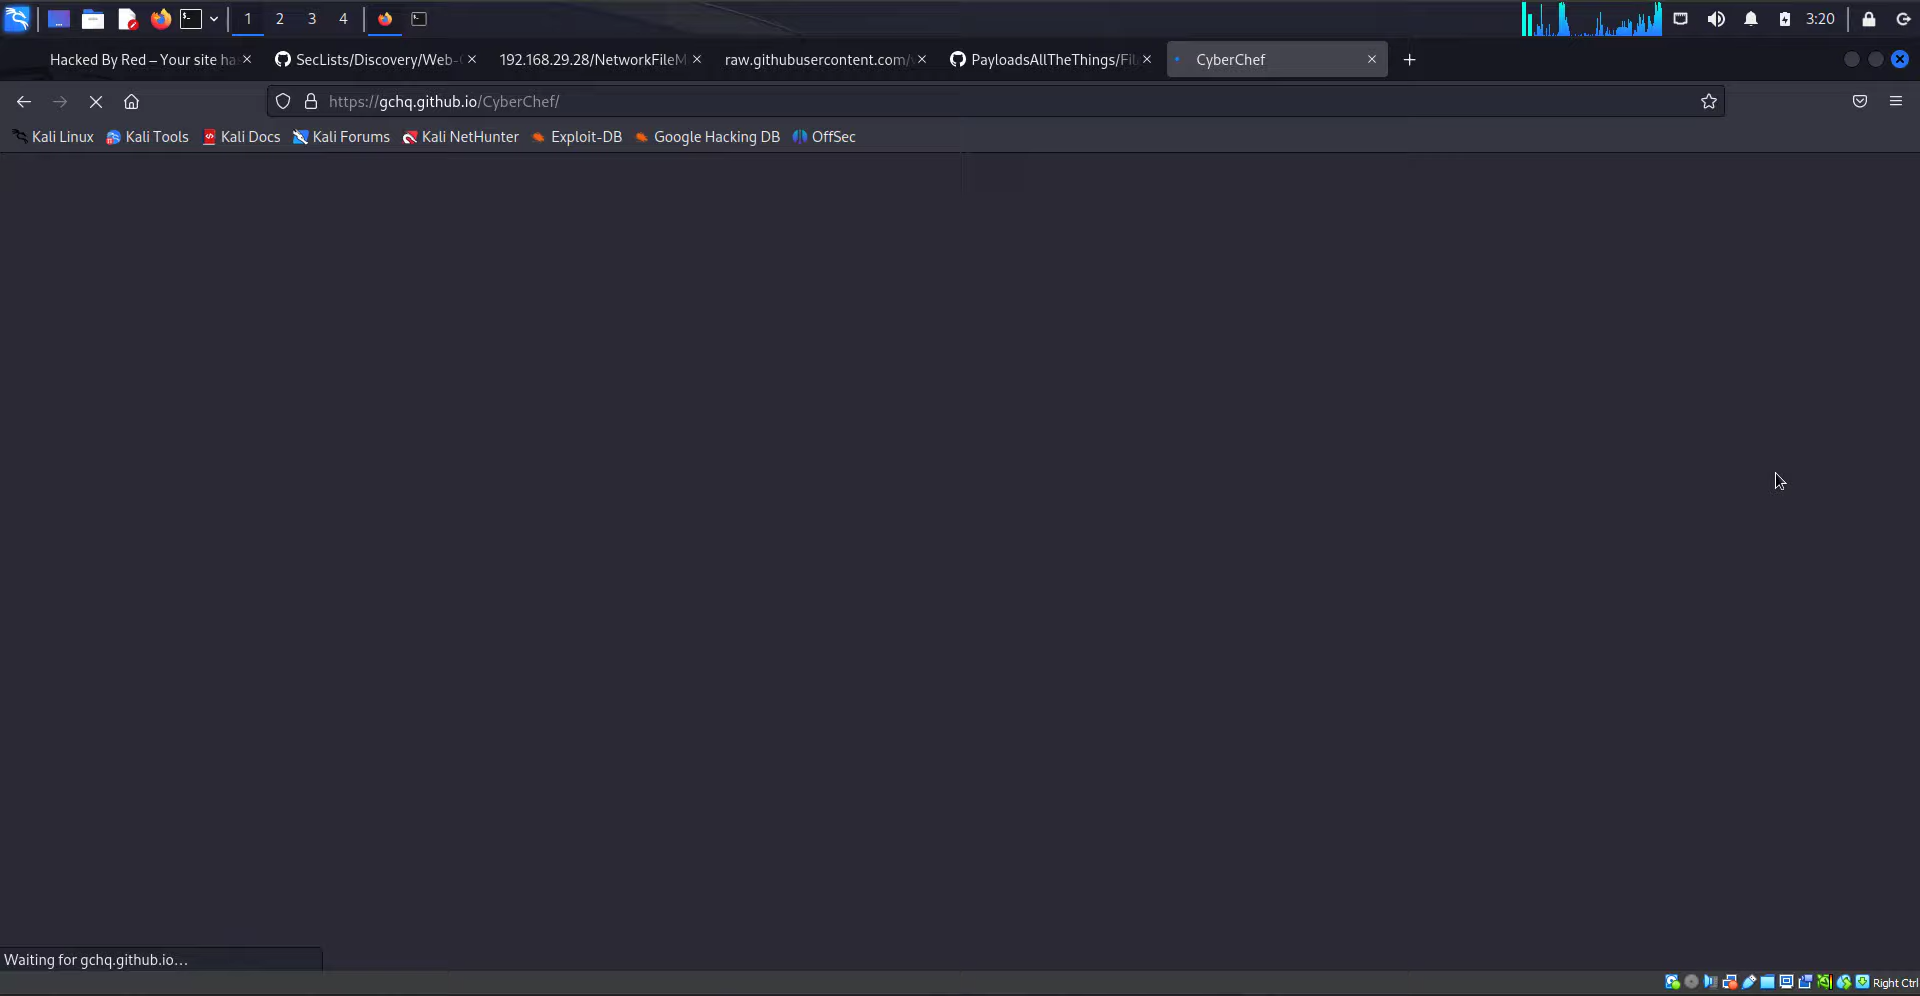 1 2 3 4 3:20
Hacked By Red – Your site ha
SecLists/Discovery/Web-
192.168.29.28/NetworkFileM
raw.githubusercontent.com/
PayloadsAllTheThings/Fil
CyberChef
https://gchq.github.io/CyberChef/
Kali Linux Kali Tools Kali Docs Kali Forums Kali NetHunter Exploit-DB Google Hacking DB OffSec
Waiting for gchq.github.io…
Right Ctrl